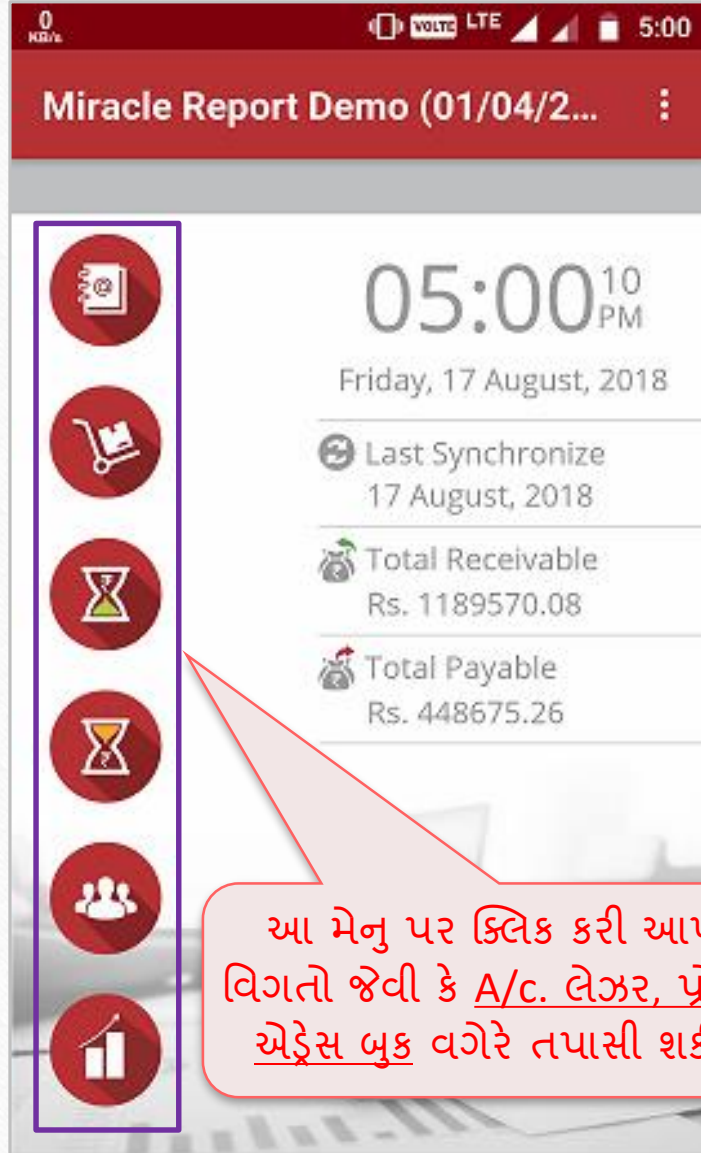 0
KB/s
VOLTE LTE 5:00
Miracle Report Demo (01/04/2...
05:00 10 PM
Friday, 17 August, 2018
Last Synchronize
17 August, 2018
Total Receivable
Rs. 1189570.08
Total Payable
Rs. 448675.26
આ મેનુ પર ક્લિક કરી
વિગતો જેવી કે A/c. લેઝર,
એડ્રેસ બુક વગેરે તપાસી